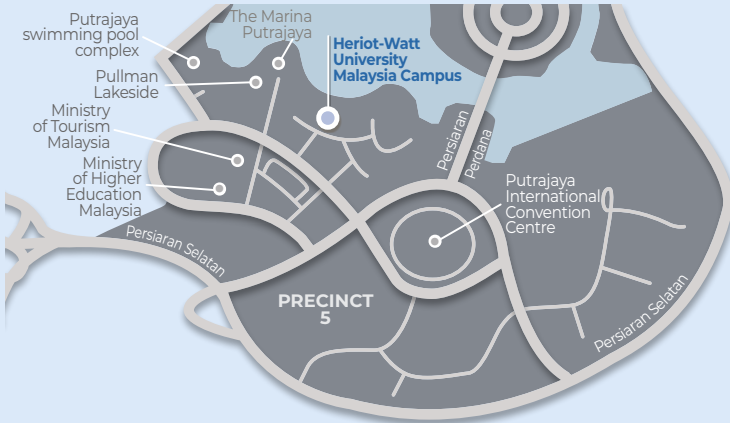 Putrajaya
swimming pool
complex
The Marina
Putrajaya
Heriot-Watt
University
Malaysia Campus
Pullman
Lakeside
Ministry
of Tourism
Malaysia
Ministry
of Higher
Education
Malaysia
Persiaran
Perdana
Putrajaya
International
Convention
Centre
Persiaran Selatan
PRECINCT
5
Persiaran Selatan